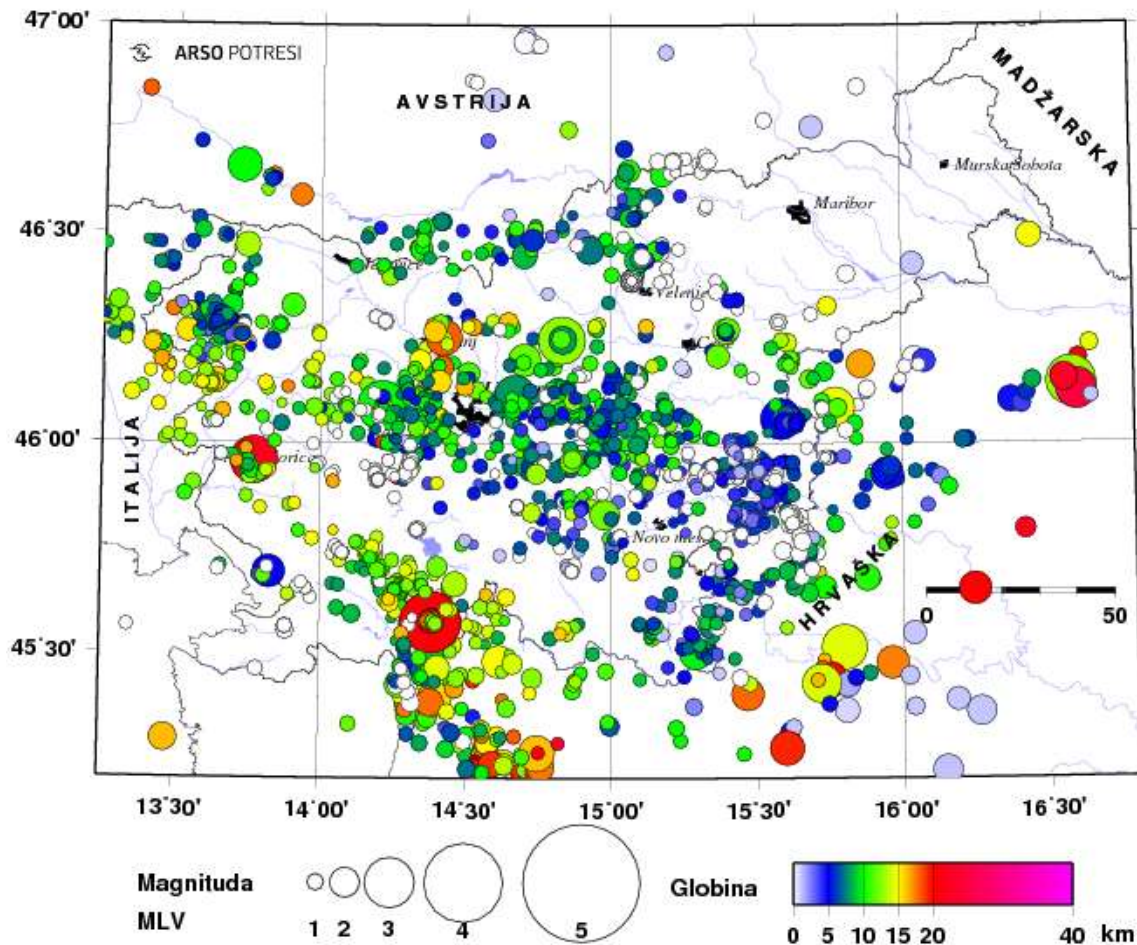 47°00'
ARSO POTRESI
AVSTRIJA
MADŽARSKA
Murska Sobota
Maribor
46°30'
Velenje
46°00'
ITALIJA
Novo mes
HRVAŠKA
0 50
45°30'
13°30' 14°00' 14°30' 15°00' 15°30' 16°00' 16°30'
Magnituda
MLV 1 2 3 4 5
Globina
0 5 10 15 20 40 km